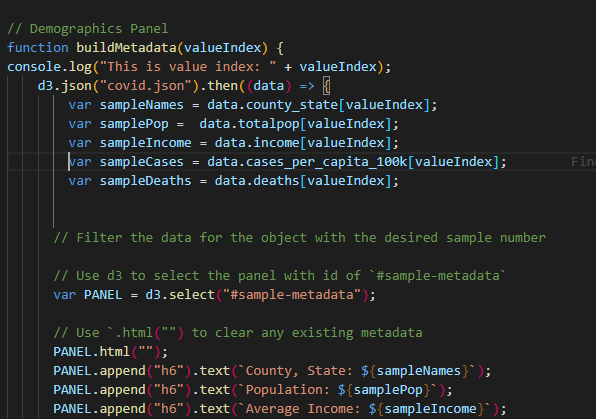 // Demographics Panel
function buildMetadata(valueIndex) {
console.log("This is value index: " + valueIndex);
    d3.json("covid.json").then((data) => {
        var sampleNames = data.county_state[valueIndex];
        var samplePop =  data.totalpop[valueIndex];
        var sampleIncome = data.income[valueIndex];
        var sampleCases = data.cases_per_capita_100k[valueIndex];
        var sampleDeaths = data.deaths[valueIndex];
      // Filter the data for the object with the desired sample number
      // Use d3 to select the panel with id of `#sample-metadata`
      var PANEL = d3.select("#sample-metadata");
      // Use `.html("") to clear any existing metadata
      PANEL.html("");
      PANEL.append("h6").text(`County, State: ${sampleNames}`);
      PANEL.append("h6").text(`Population: ${samplePop}`);
      PANEL.append("h6").text(`Average Income: ${sampleIncome}`);